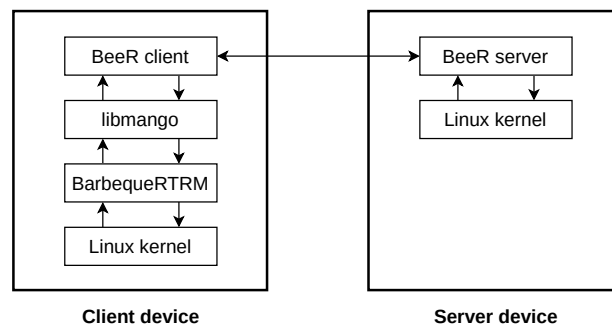 BeeR client
libmango
BarbequeRTRM
Linux kernel
Client device
BeeR server
Linux kernel
Server device